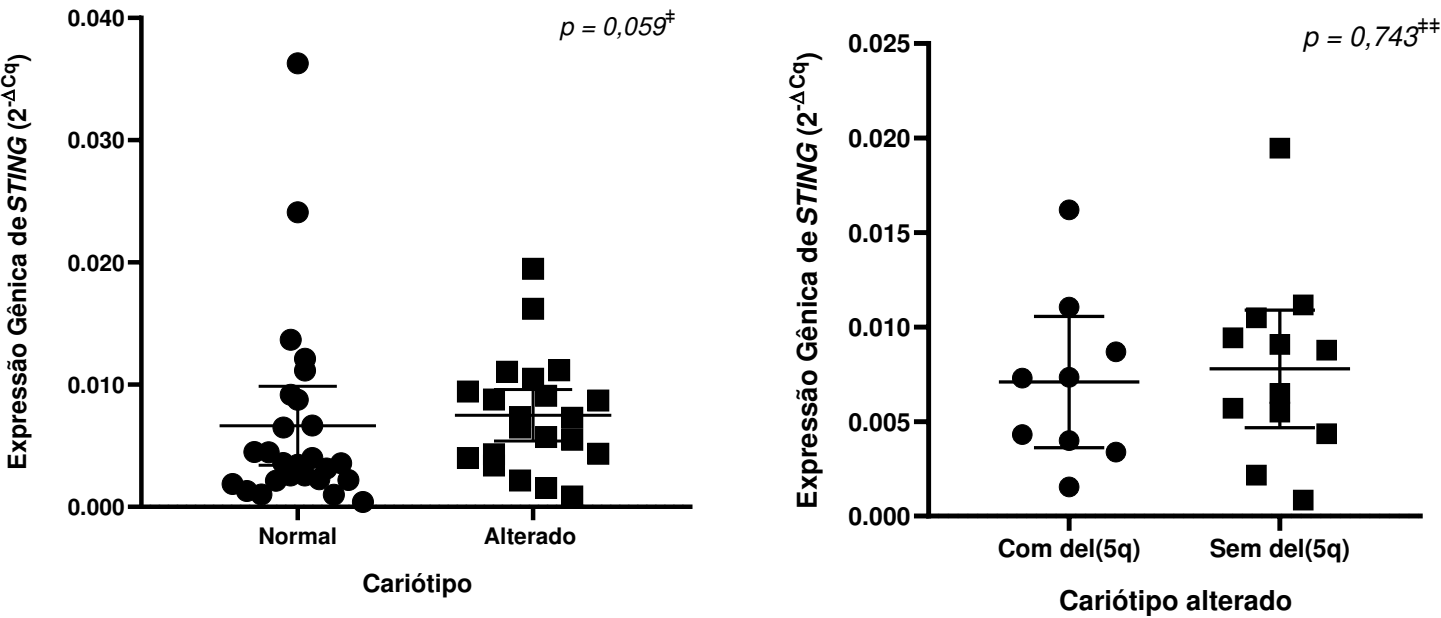 p = 0,059‡
Expressão Gênica de STING (2-ΔCq)
0.040
0.030
0.020
0.010
0.000
Normal
Alterado
Cariótipo
p = 0,743‡‡
Expressão Gênica de STING (2-ΔCq)
0.025
0.020
0.015
0.010
0.005
0.000
Com del(5q)
Sem del(5q)
Cariótipo alterado